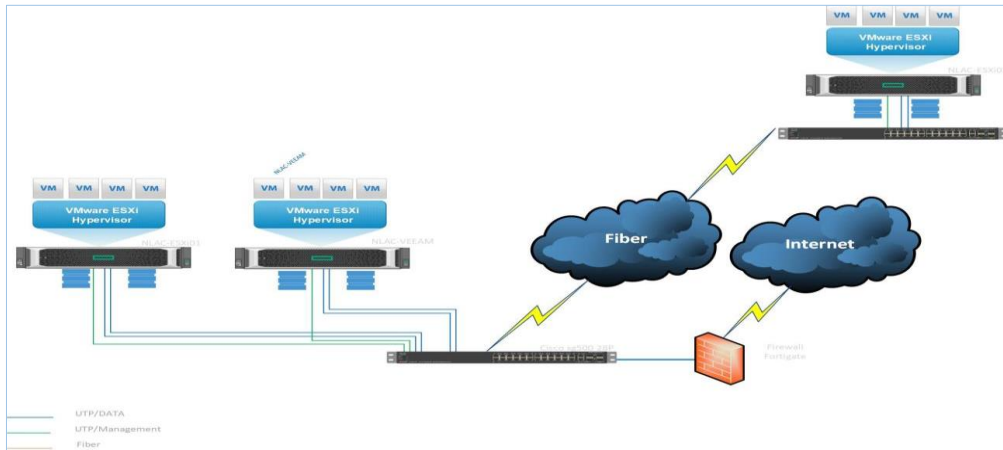 VM VM VM VM
VMware ESXi
Hypervisor
NLAC-ESXi0
NLAC-VEEAM
VM VM VM VM
VMware ESXi
Hypervisor
NLAC-ESXi01
VM VM VM VM
VMware ESXi
Hypervisor
NLAC-VEEAM
Fiber
Internet
Cisco sg500-28P
Firewall
Fortigate
UTP/DATA
UTP/Management
Fiber